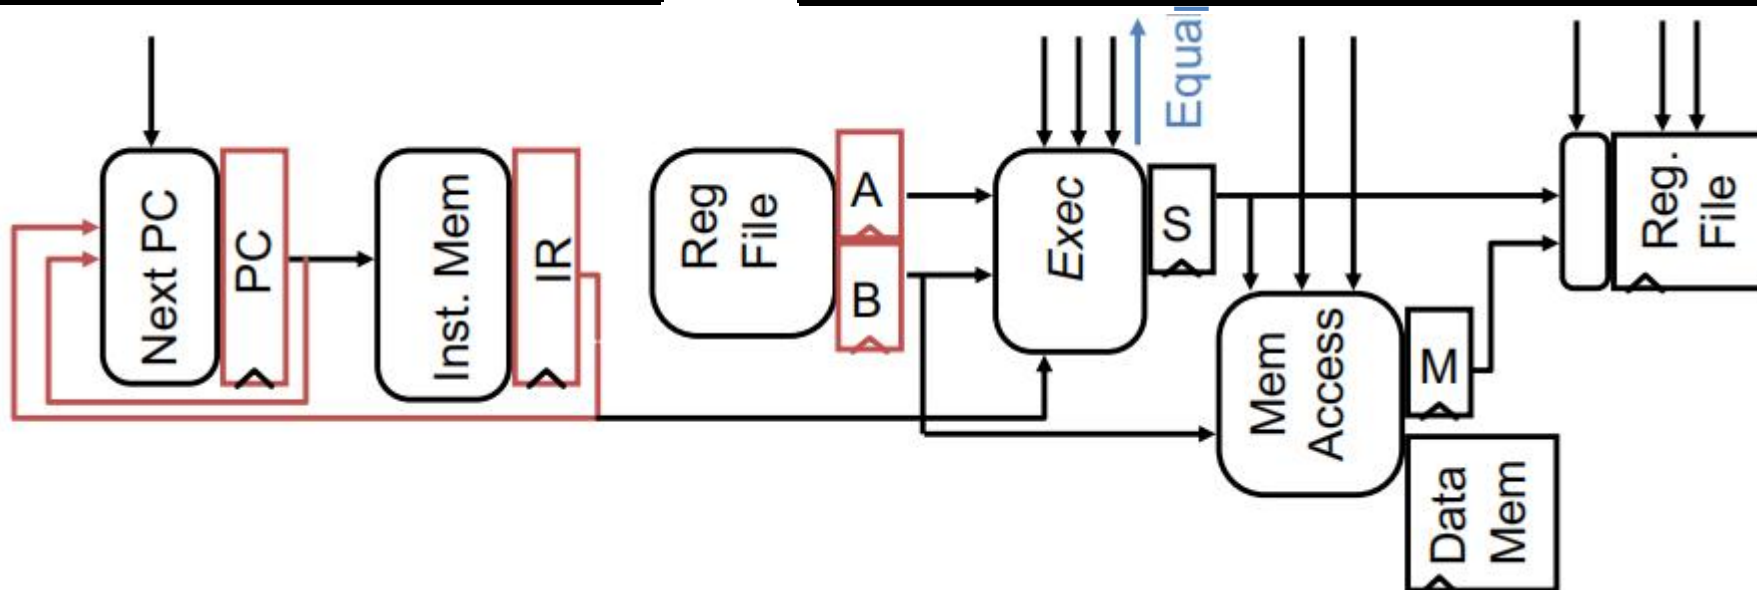 Next PC
PC
Inst. Mem
IR
Reg
File
A
B
Exec
S
Equal
Mem
Access
M
Data
Mem
Reg.
File